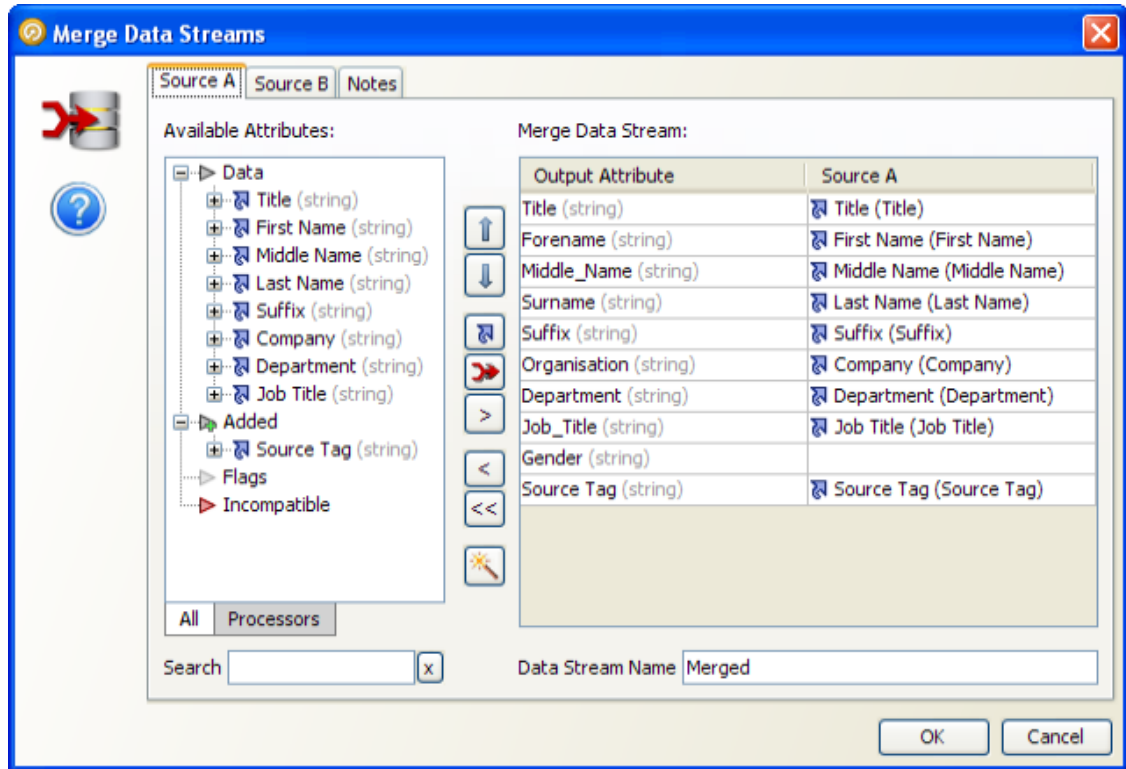 Merge Data Streams
Source A Source B Notes
Available Attributes:
Data
Title (string)
First Name (string)
Middle Name (string)
Last Name (string)
Suffix (string)
Company (string)
Department (string)
Job Title (string)
Added
Source Tag (string)
Flags
Incompatible
All Processors
Search x
?
> 
<
<<
Merge Data Stream:
Output Attribute Source A
Title (string) Title (Title)
Forename (string) First Name (First Name)
Middle_Name (string) Middle Name (Middle Name)
Surname (string) Last Name (Last Name)
Suffix (string) Suffix (Suffix)
Organisation (string) Company (Company)
Department (string) Department (Department)
Job_Title (string) Job Title (Job Title)
Gender (string)
Source Tag (string) Source Tag (Source Tag)
Data Stream Name Merged
OK Cancel